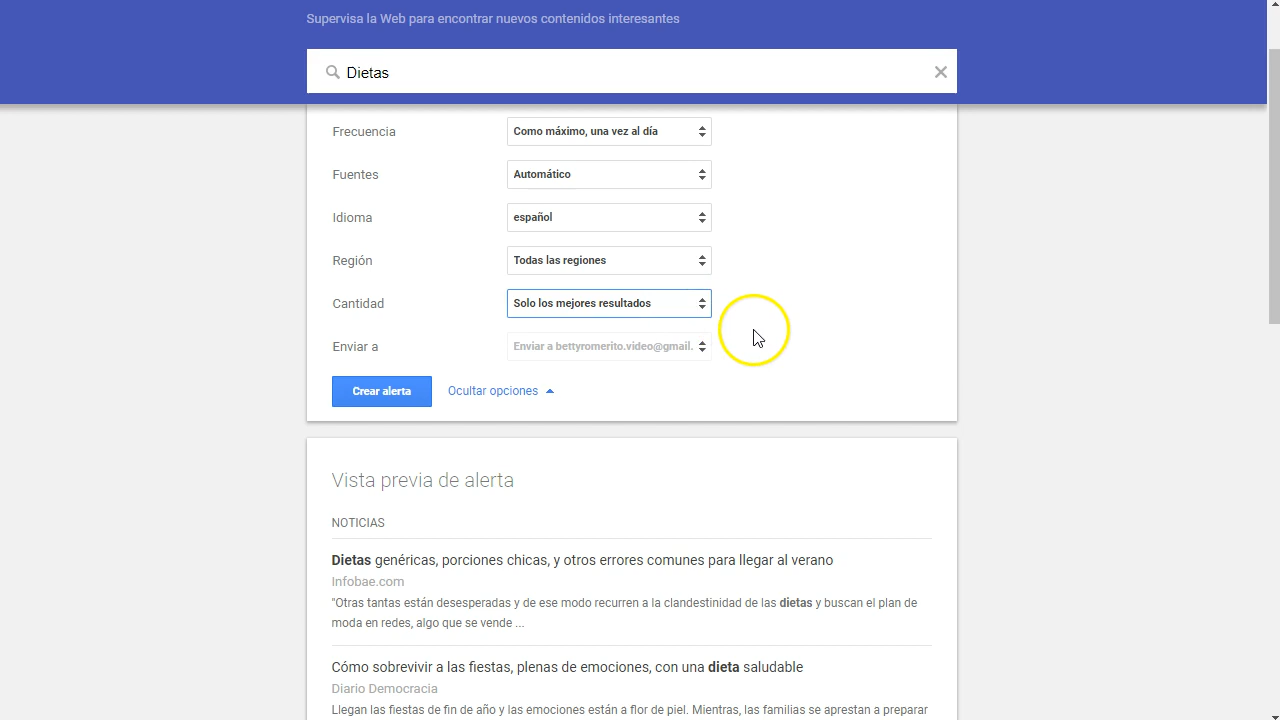 Supervisa la Web para encontrar nuevos contenidos interesantes
Dietas
Frecuencia
Como máximo, una vez al día
Fuentes
Automático
Idioma
español
Región
Todas las regiones
Cantidad
Solo los mejores resultados
Enviar a
Enviar a bettyromerito.video@gmail.
Crear alerta
Ocultar opciones
Vista previa de alerta
NOTICIAS
Dietas genéricas, porciones chicas, y otros errores comunes para llegar al verano
Infobae.com
"Otras tantas están desesperadas y de ese modo recurren a la clandestinidad de las dietas y buscan el plan de
moda en redes, algo que se vende ...
Cómo sobrevivir a las fiestas, plenas de emociones, con una dieta saludable
Diario Democracia
Llegan las fiestas de fin de año y las emociones están a flor de piel. Mientras, las familias se aprestan a preparar